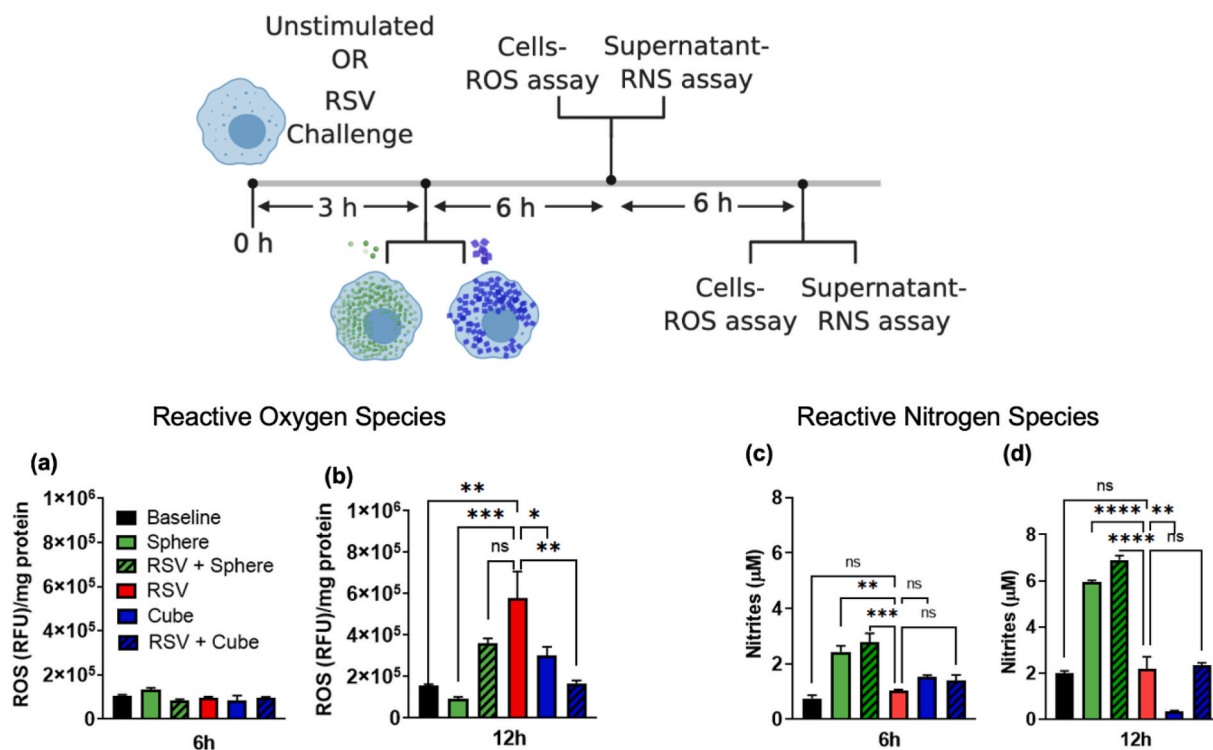 Unstimulated
OR
RSV
Challenge
Cells-
ROS assay
Supernatant-
RNS assay
3 h
6 h
6 h
0 h
Cells-
ROS assay
Supernatant-
RNS assay
Reactive Oxygen Species
Reactive Nitrogen Species
(a)
ROS (RFU)/mg protein
1×10⁶
8×10⁵
6×10⁵
4×10⁵
2×10⁵
0
Baseline
Sphere
RSV + Sphere
RSV
Cube
RSV + Cube
6h
(b)
ROS (RFU)/mg protein
1×10⁶
8×10⁵
6×10⁵
4×10⁵
2×10⁵
0
**
*** *
ns **
12h
(c)
Nitrites (μM)
8
6
4
2
0
ns
** ns
*** ns
6h
(d)
Nitrites (μM)
8
6
4
2
0
ns
**** **
**** ns
12h